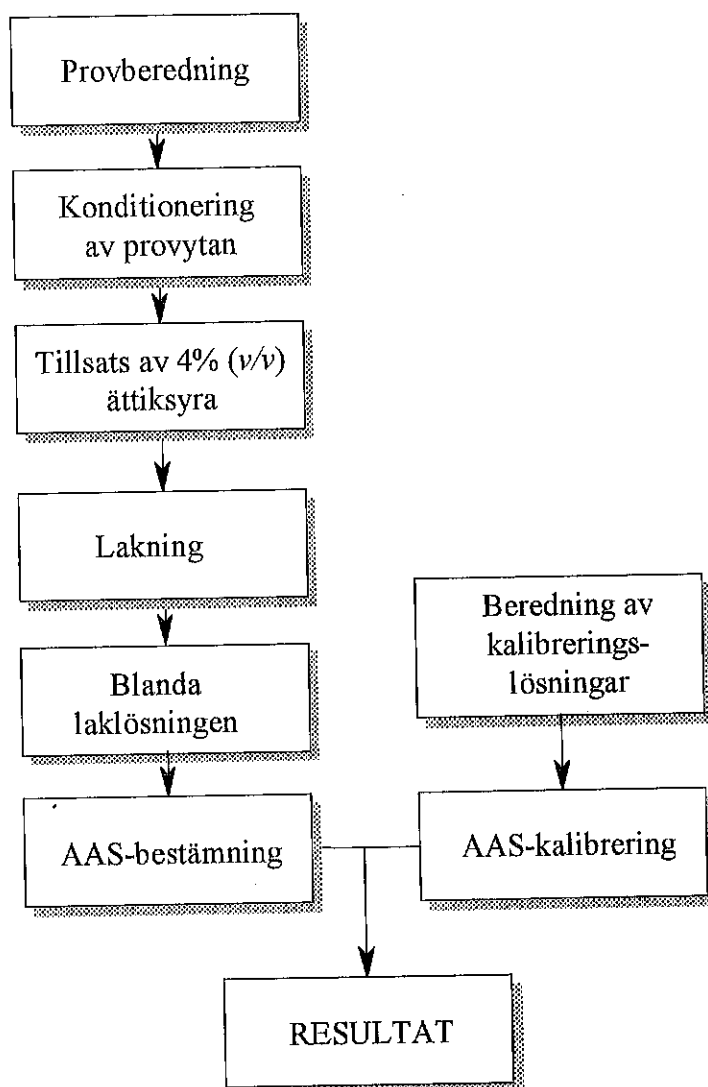 Provberedning
Konditionering
av provytan
Tillsats av 4% (v/v)
ättiksyra
Lakning
Blanda
laklösningen
AAS-bestämning
Beredning av
kalibrerings-
lösningar
AAS-kalibrering
RESULTAT